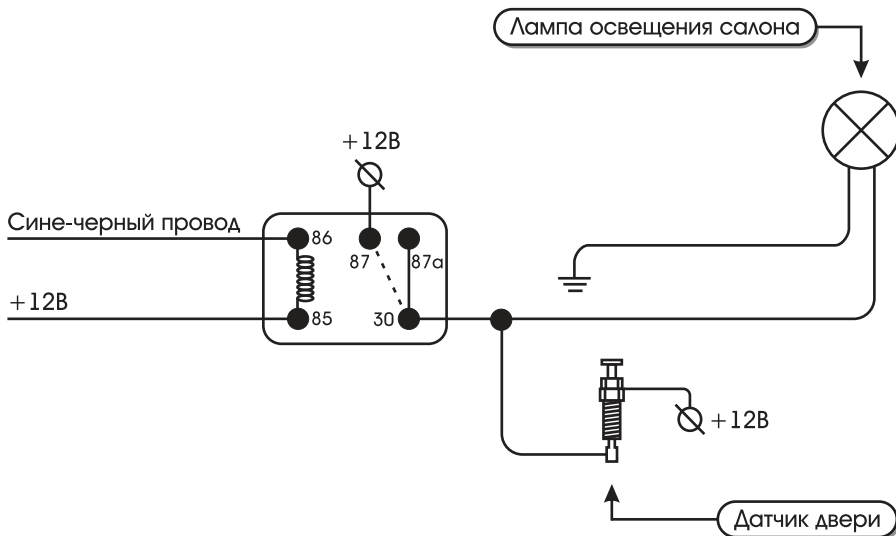 Лампа освещения салона
+12В
Сине-черный провод
86
87
87а
+12В
85
30
+12В
Датчик двери